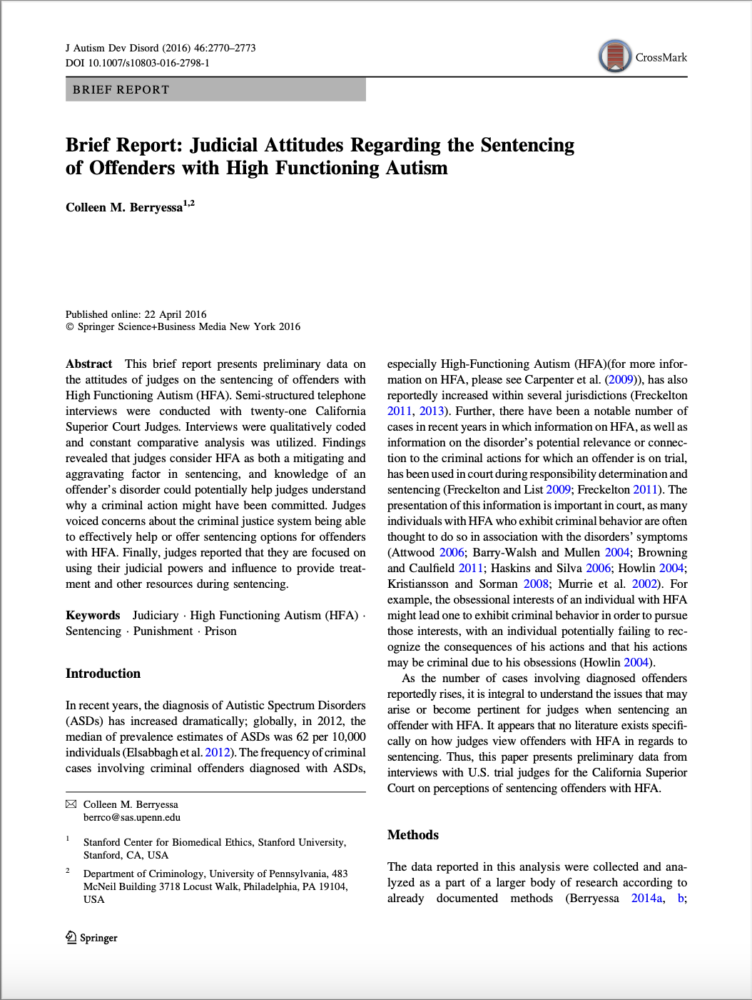 J Autism Dev Disord (2016) 46:2770–2773
DOI 10.1007/s10803-016-2798-1
CrossMark
BRIEF REPORT
Brief Report: Judicial Attitudes Regarding the Sentencing
of Offenders with High Functioning Autism
Colleen M. Berryessa1,2
Published online: 22 April 2016
© Springer Science+Business Media New York 2016
Abstract This brief report presents preliminary data on
the attitudes of judges on the sentencing of offenders with
High Functioning Autism (HFA). Semi-structured telephone
interviews were conducted with twenty-one California
Superior Court Judges. Interviews were qualitatively coded
and constant comparative analysis was utilized. Findings
revealed that judges consider HFA as both a mitigating and
aggravating factor in sentencing, and knowledge of an
offender's disorder could potentially help judges understand
why a criminal action might have been committed. Judges
voiced concerns about the criminal justice system being able
to effectively help or offer sentencing options for offenders
with HFA. Finally, judges reported that they are focused on
using their judicial powers and influence to provide treat-
ment and other resources during sentencing.
Keywords Judiciary · High Functioning Autism (HFA) ·
Sentencing · Punishment · Prison
Introduction
In recent years, the diagnosis of Autistic Spectrum Disorders
(ASDs) has increased dramatically; globally, in 2012, the
median of prevalence estimates of ASDs was 62 per 10,000
individuals (Elsabbagh et al. 2012). The frequency of criminal
cases involving criminal offenders diagnosed with ASDs,
Colleen M. Berryessa
berrco@sas.upenn.edu
1 Stanford Center for Biomedical Ethics, Stanford University,
Stanford, CA, USA
2 Department of Criminology, University of Pennsylvania, 483
McNeil Building 3718 Locust Walk, Philadelphia, PA 19104,
USA
especially High-Functioning Autism (HFA)(for more infor-
mation on HFA, please see Carpenter et al. (2009)), has also
reportedly increased within several jurisdictions (Freckelton
2011, 2013). Further, there have been a notable number of
cases in recent years in which information on HFA, as well as
information on the disorder's potential relevance or connec-
tion to the criminal actions for which an offender is on trial,
has been used in court during responsibility determination and
sentencing (Freckelton and List 2009; Freckelton 2011). The
presentation of this information is important in court, as many
individuals with HFA who exhibit criminal behavior are often
thought to do so in association with the disorders' symptoms
(Attwood 2006; Barry-Walsh and Mullen 2004; Browning
and Caulfield 2011; Haskins and Silva 2006; Howlin 2004;
Kristiansson and Sorman 2008; Murrie et al. 2002). For
example, the obsessional interests of an individual with HFA
might lead one to exhibit criminal behavior in order to pursue
those interests, with an individual potentially failing to rec-
ognize the consequences of his actions and that his actions
may be criminal due to his obsessions (Howlin 2004).
As the number of cases involving diagnosed offenders
reportedly rises, it is integral to understand the issues that may
arise or become pertinent for judges when sentencing an
offender with HFA. It appears that no literature exists specifi-
cally on how judges view offenders with HFA in regards to
sentencing. Thus, this paper presents preliminary data from
interviews with U.S. trial judges for the California Superior
Court on perceptions of sentencing offenders with HFA.
Methods
The data reported in this analysis were collected and ana-
lyzed as a part of a larger body of research according to
already documented methods (Berryessa 2014a, b;
Springer